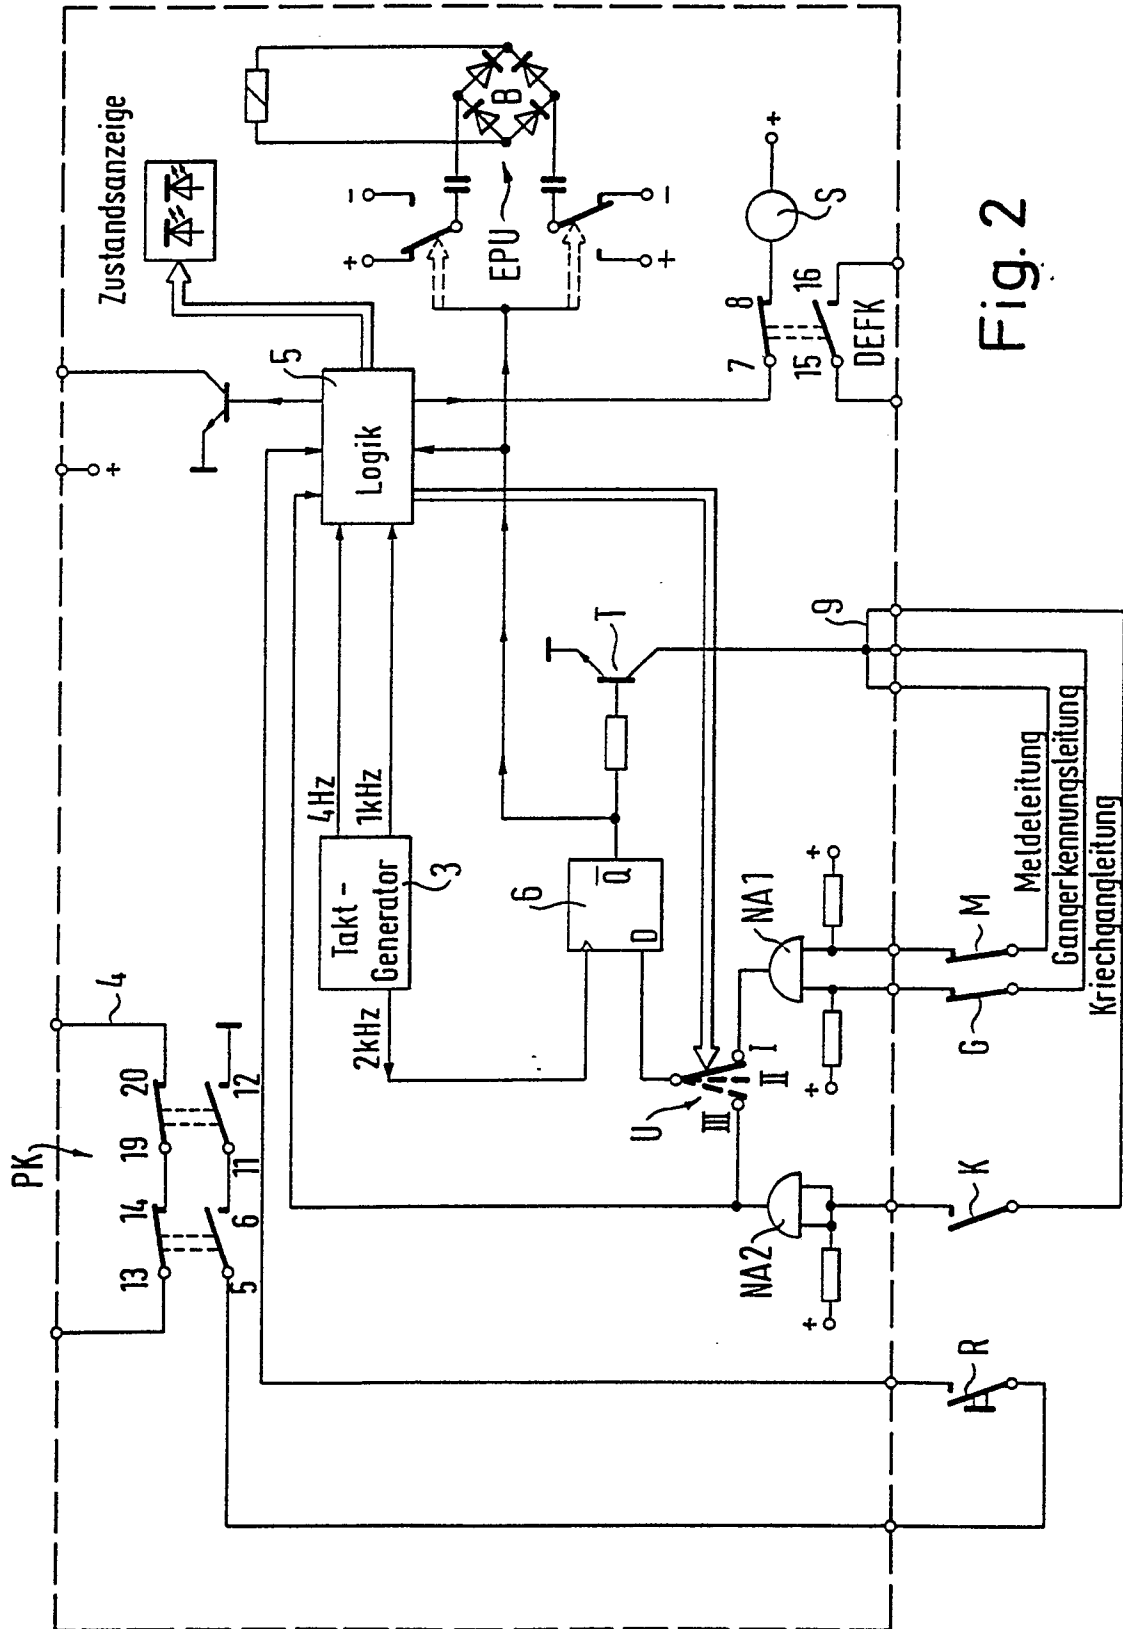 PK
13
14
19
20
4
5
6
11
12
Takt-
Generator
3
2kHz
4Hz
1kHz
Logik
5
+
Zustandsanzeige
+
-
+
-
EPU
B
7
8
15
16
DEFK
S
+
6
Q̅
D
T
9
U
I
II
III
NA1
NA2
+
+
+
R
K
G
M
Meldeleitung
Gangerkennungsleitung
Kriechgangleitung
Fig. 2